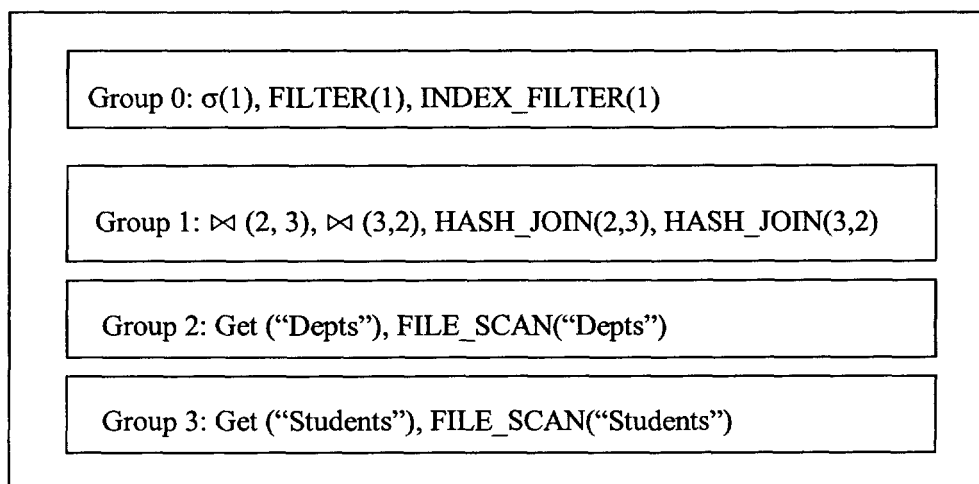 Group 0: σ(1), FILTER(1), INDEX_FILTER(1)
Group 1: ⋈ (2, 3), ⋈ (3,2), HASH_JOIN(2,3), HASH_JOIN(3,2)
Group 2: Get (“Depts”), FILE_SCAN(“Depts”)
Group 3: Get (“Students”), FILE_SCAN(“Students”)